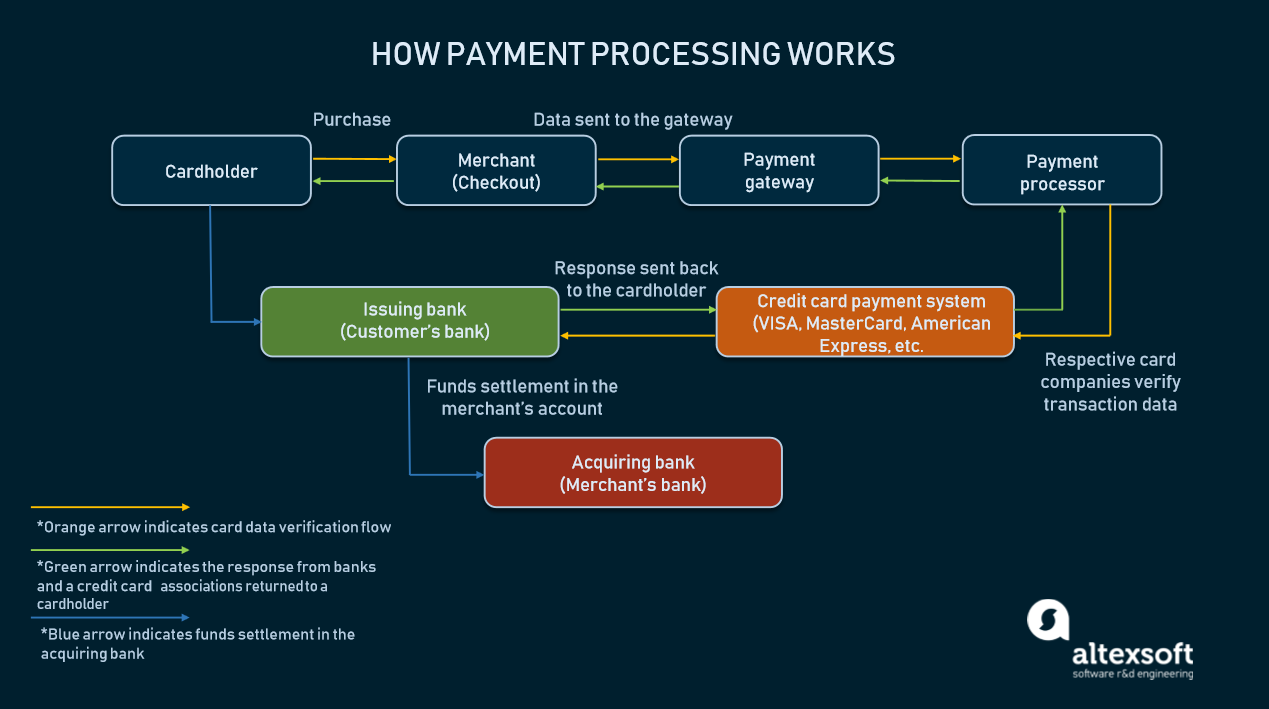 HOW PAYMENT PROCESSING WORKS
Purchase
Data sent to the gateway
Cardholder
Merchant
(Checkout)
Payment
gateway
Payment
processor
Response sent back
to the cardholder
Issuing bank
(Customer's bank)
Credit card payment system
(VISA, MasterCard, American
Express, etc.
Respective card
companies verify
transaction data
Funds settlement in the
merchant's account
Acquiring bank
(Merchant's bank)
*Orange arrow indicates card data verification flow
*Green arrow indicates the response from banks
and a credit card associations returned to a
cardholder
*Blue arrow indicates funds settlement in the
acquiring bank
altexsoft
software r&d engineering